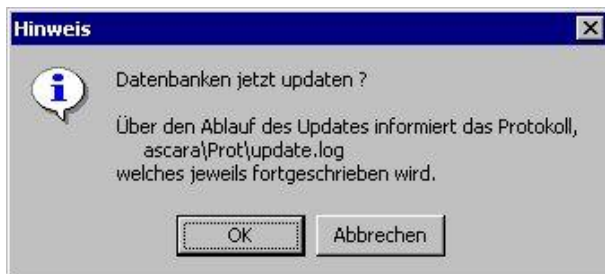 Hinweis
Datenbanken jetzt updaten ?
Über den Ablauf des Updates informiert das Protokoll,
ascara\Prot\update.log
welches jeweils fortgeschrieben wird.
OK
Abbrechen